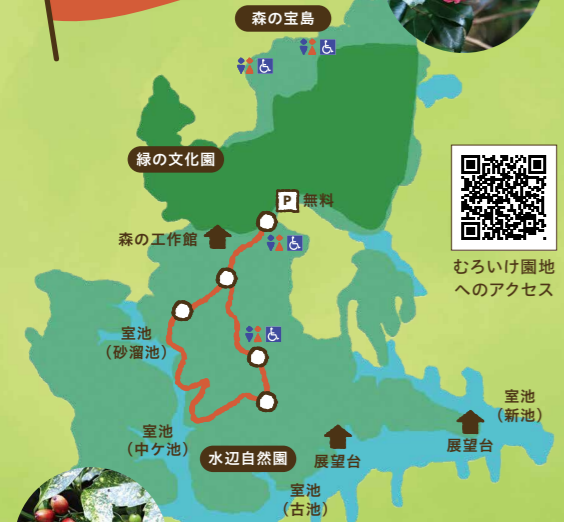 森の宝島
緑の文化園
P 無料
森の工作館
むろいけ園地
へのアクセス
室池
（砂溜池）
室池
（新池）
室池
（中ケ池）
水辺自然園
展望台
展望台
室池
（古池）